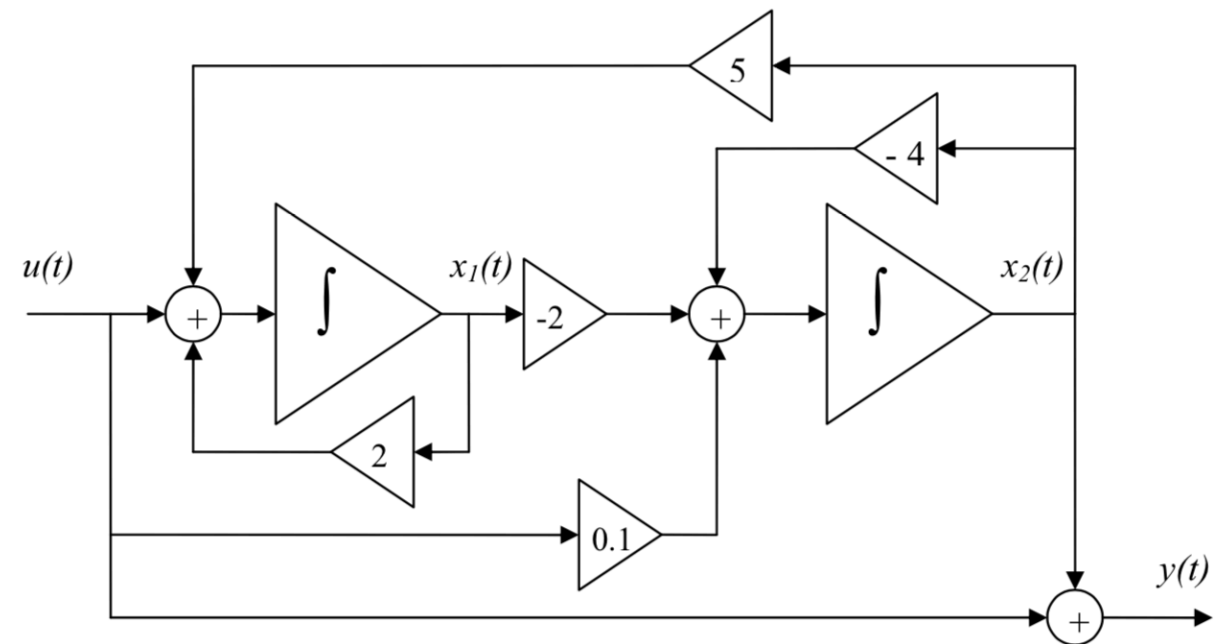 5
- 4
u(t)
+
∫
x₁(t)
-2
+
∫
x₂(t)
2
0.1
y(t)
+